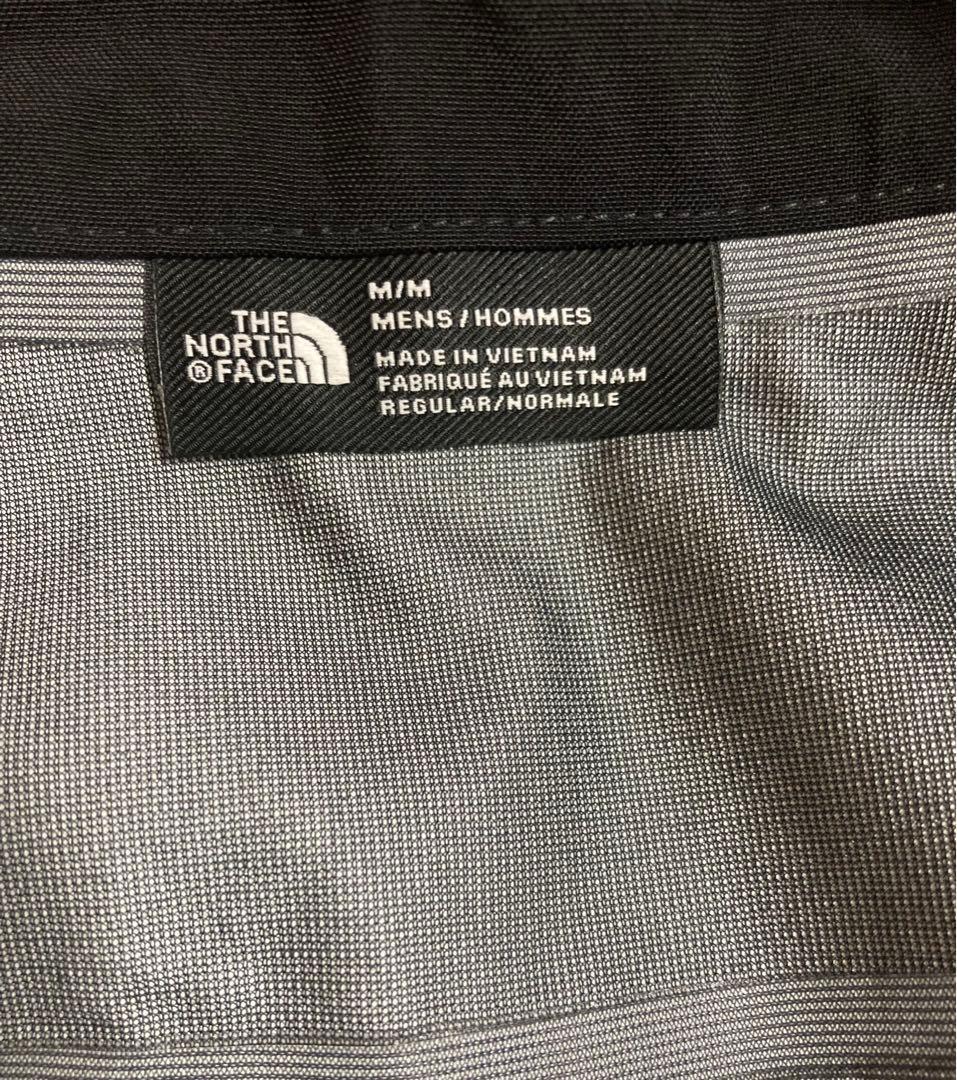 THE
NORTH
® FACE
M/M
MENS / HOMMES
MADE IN VIETNAM
FABRIQUÉ AU VIETNAM
REGULAR/NORMALE